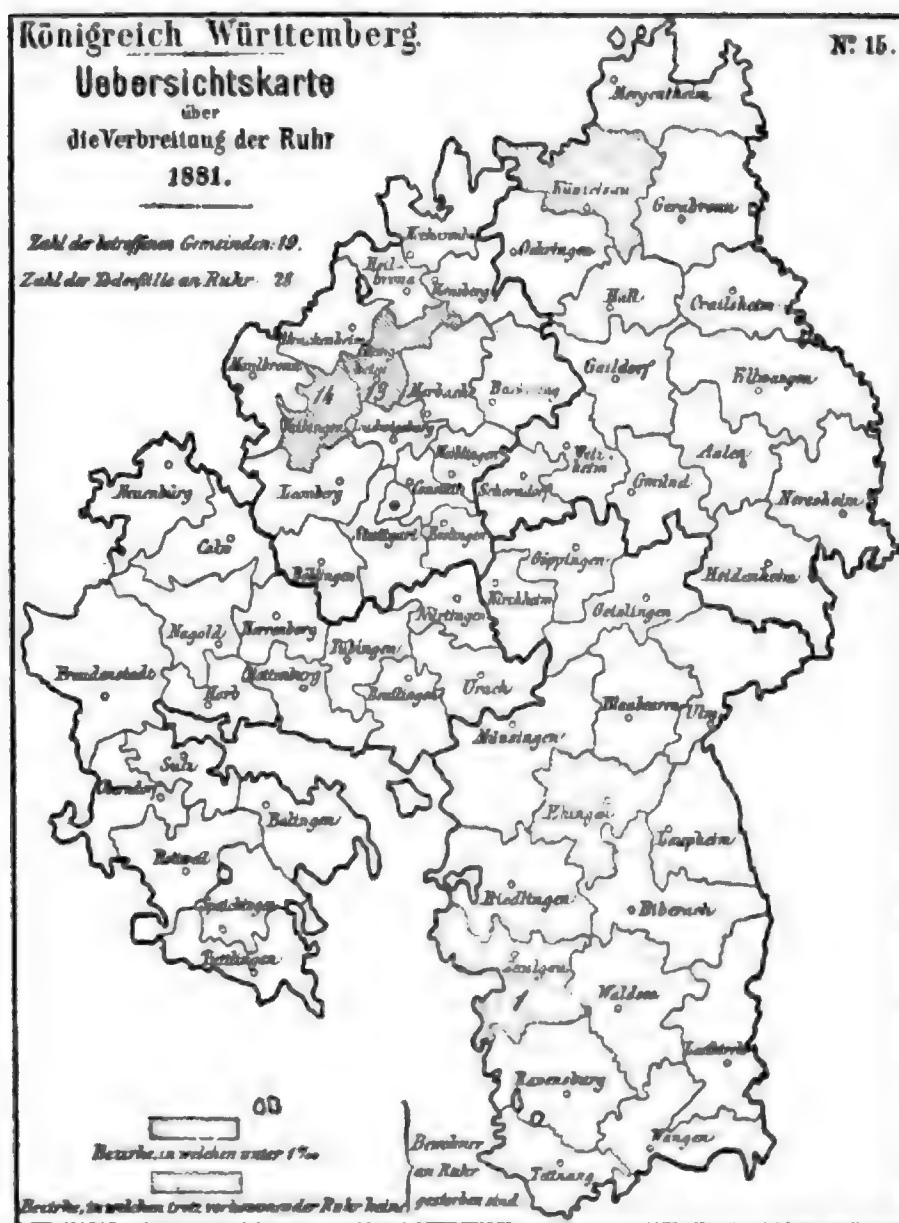 Königreich Württemberg.
No. 15.
Uebersichtskarte
über
die Verbreitung der Ruhr
1881.
Zahl der betroffenen Gemeinden: 19.
Zahl der Todesfälle an Ruhr 28
Mergentheim
Künzelsau
Gerabronn
Neckarsulm
Oehringen
Heilbronn
Weinsberg
Hall
Crailsheim
Brackenheim
Maulbronn
Besigheim
Marbach
Backnang
Gaildorf
Ellwangen
14
13
Vaihingen
Ludwigsburg
Waiblingen
Welzheim
Aalen
Neuenbürg
Leonberg
Cannstatt
Schorndorf
Gmünd
Neresheim
Calw
Stuttgart
Esslingen
Böblingen
Göppingen
Heidenheim
Kirchheim
Geislingen
Nagold
Herrenberg
Nürtingen
Tübingen
Freudenstadt
Horb
Rottenburg
Reutlingen
Urach
Blaubeuren
Ulm
Münsingen
Sulz
Oberndorf
Balingen
Ehingen
Laupheim
Rottweil
Riedlingen
Biberach
Spaichingen
Tuttlingen
Saulgau
1
Waldsee
Leutkirch
Ravensburg
Wangen
Tettnang
Bezirke, in welchen unter 1‰
Bezirke, in welchen trotz vorkommender Ruhr keine
Bewohner
an Ruhr
gestorben sind.